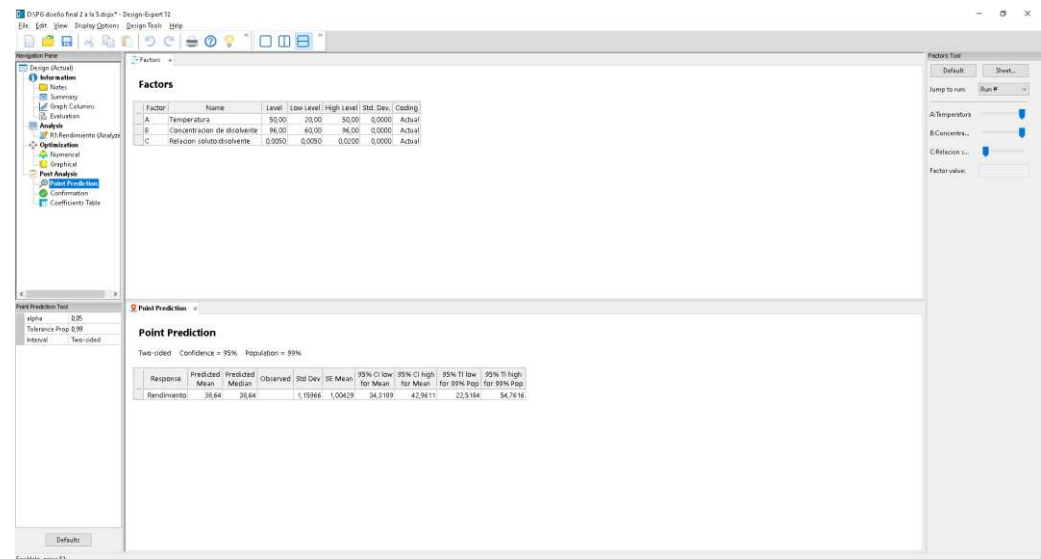 D:\PG diseño final 2 a la 3.dxpx* - Design-Expert 12
File Edit View Display Options Design Tools Help
Navigation Pane
Design (Actual)
Information
Notes
Summary
Graph Columns
Evaluation
Analysis
R1:Rendimiento (Analyze
Optimization
Numerical
Graphical
Post Analysis
Point Prediction
Confirmation
Coefficients Table
Factors
Factors
Factor Name Level Low Level High Level Std. Dev. Coding
A Temperatura 50,00 20,00 50,00 0,0000 Actual
B Concentracion de disolvente 96,00 60,00 96,00 0,0000 Actual
C Relacion soluto:disolvente 0,0050 0,0050 0,0200 0,0000 Actual
Factors Tool
Default Sheet...
Jump to run: Run #
A:Temperatura
B:Concentra...
C:Relacion s...
Factor value:
Point Prediction Tool
alpha 0,05
Tolerance Prop 0,99
Interval Two-sided
Defaults
Point Prediction
Point Prediction
Two-sided Confidence = 95% Population = 99%
Response Predicted Mean Predicted Median Observed Std Dev SE Mean 95% CI low for Mean 95% CI high for Mean 95% TI low for 99% Pop 95% TI high for 99% Pop
Rendimiento 38,64 38,64 1,15966 1,00429 34,3189 42,9611 22,5184 54,7616